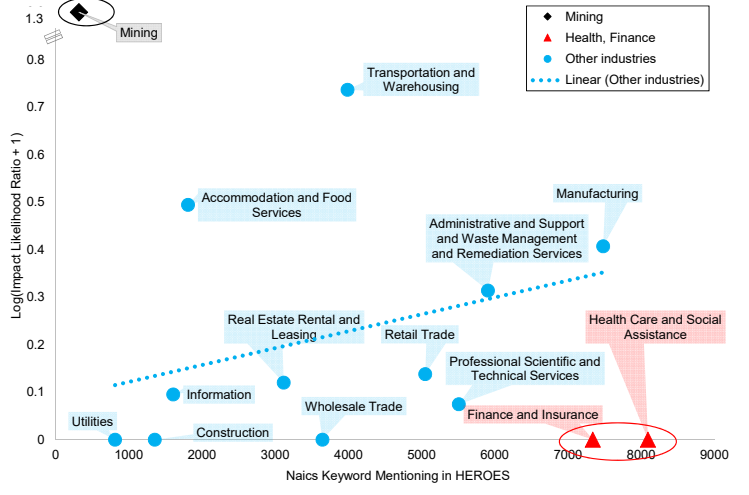 1.3
Mining
0.8
0.7
0.6
0.5
0.4
0.3
0.2
0.1
0
Log(Impact Likelihood Ratio + 1)
Mining
Health, Finance
Other industries
Linear (Other industries)
Transportation and
Warehousing
Accommodation and Food
Services
Manufacturing
Administrative and Support
and Waste Management
and Remediation Services
Real Estate Rental and
Leasing
Retail Trade
Health Care and Social
Assistance
Professional Scientific and
Technical Services
Information
Wholesale Trade
Finance and Insurance
Utilities
Construction
0
1000
2000
3000
4000
5000
6000
7000
8000
9000
Naics Keyword Mentioning in HEROES